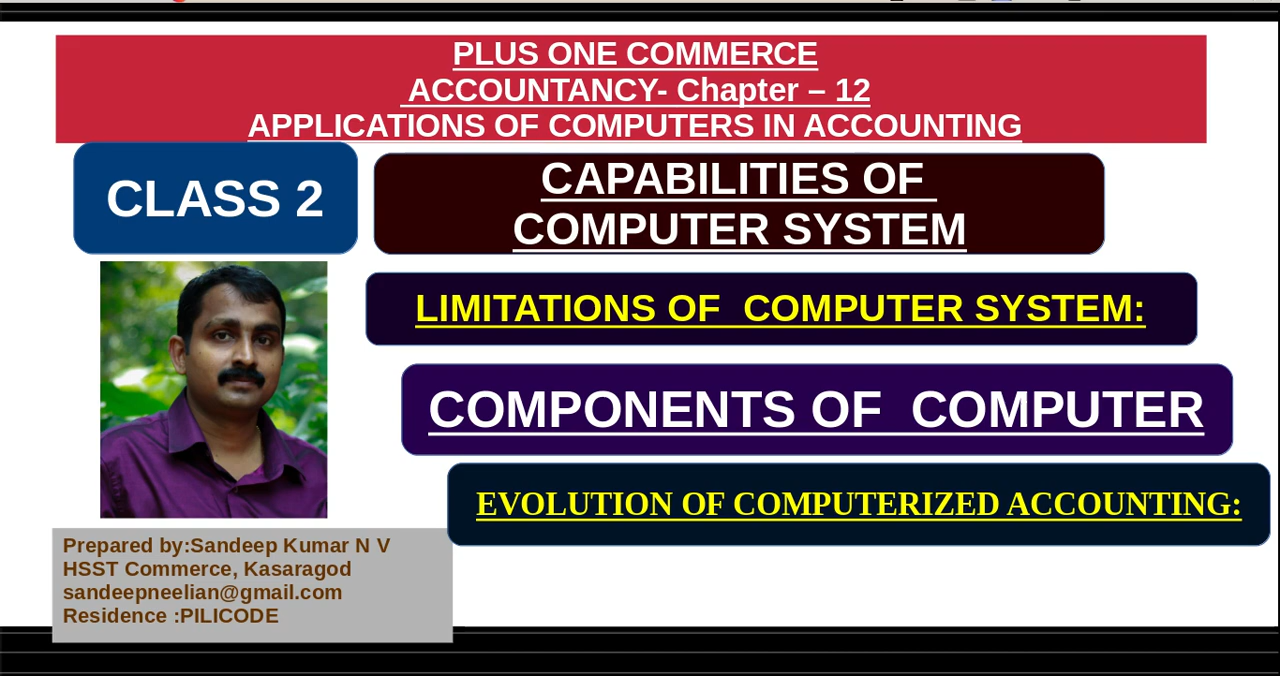 PLUS ONE COMMERCE
ACCOUNTANCY- Chapter – 12
APPLICATIONS OF COMPUTERS IN ACCOUNTING
CLASS 2
CAPABILITIES OF
COMPUTER SYSTEM
LIMITATIONS OF  COMPUTER SYSTEM:
COMPONENTS OF  COMPUTER
EVOLUTION OF COMPUTERIZED ACCOUNTING:
Prepared by:Sandeep Kumar N V
HSST Commerce, Kasaragod
sandeepneelian@gmail.com
Residence :PILICODE